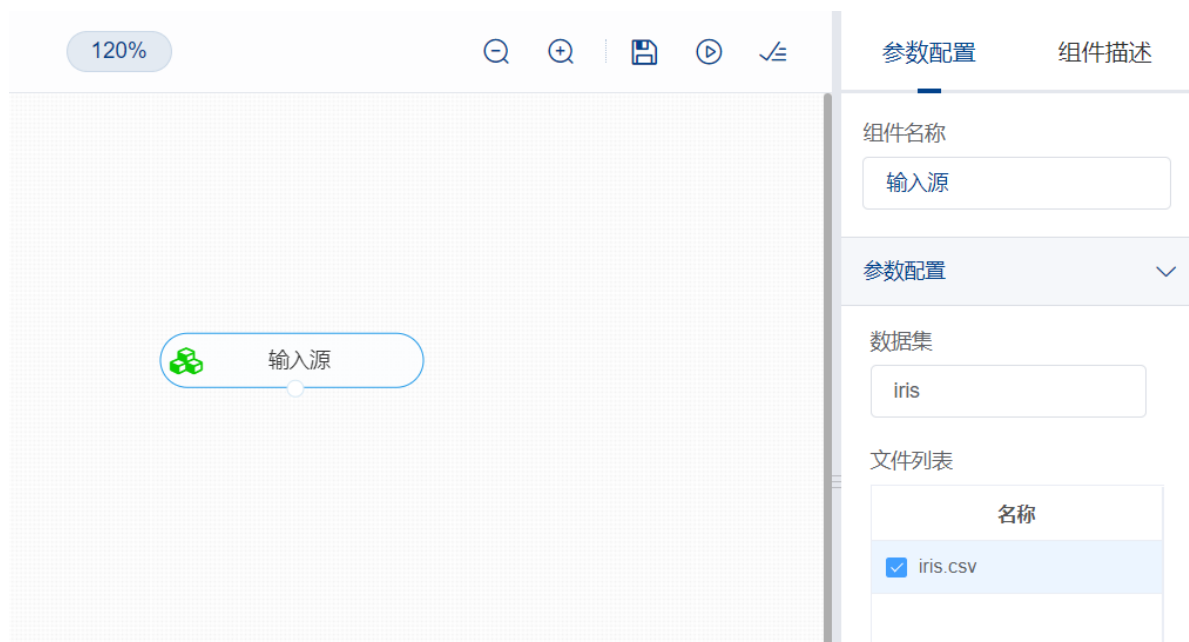 120%
参数配置
组件描述
组件名称
输入源
参数配置
输入源
数据集
iris
文件列表
名称
iris.csv